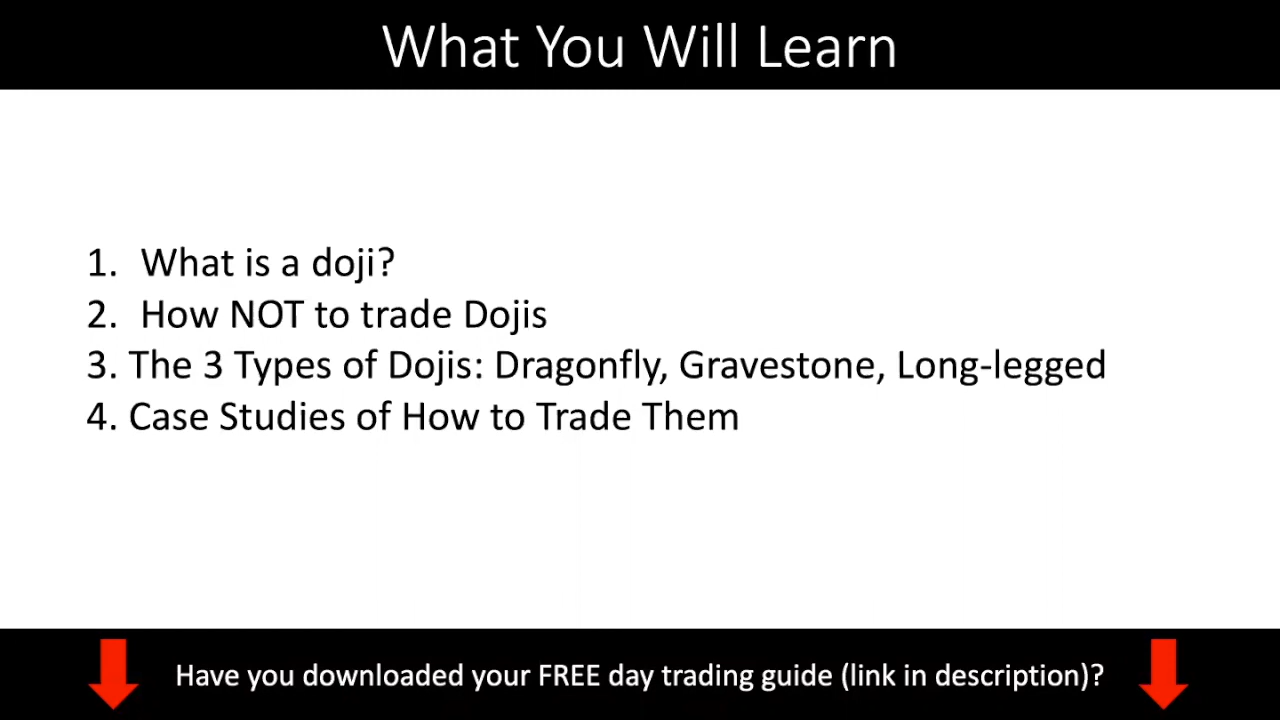 What You Will Learn
1. What is a doji?
2. How NOT to trade Dojis
3. The 3 Types of Dojis: Dragonfly, Gravestone, Long-legged
4. Case Studies of How to Trade Them
Have you downloaded your FREE day trading guide (link in description)?